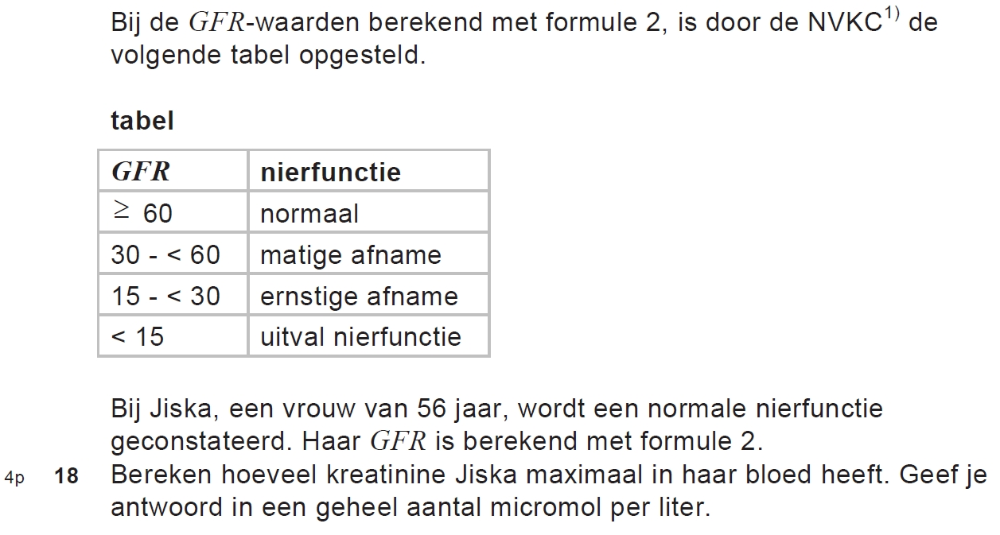 Bij de GFR-waarden berekend met formule 2, is door de NVKC1) de
volgende tabel opgesteld.
tabel
GFR nierfunctie
≥ 60 normaal
30 - < 60 matige afname
15 - < 30 ernstige afname
< 15 uitval nierfunctie
Bij Jiska, een vrouw van 56 jaar, wordt een normale nierfunctie
geconstateerd. Haar GFR is berekend met formule 2.
4p 18 Bereken hoeveel kreatinine Jiska maximaal in haar bloed heeft. Geef je
antwoord in een geheel aantal micromol per liter.